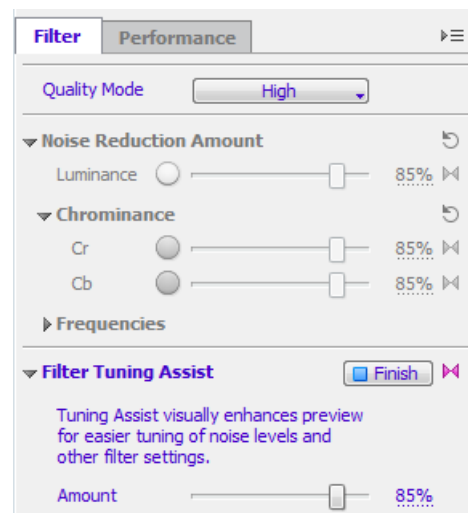 Filter Performance
Quality Mode High
Noise Reduction Amount
Luminance 85%
Chrominance
Cr 85%
Cb 85%
Frequencies
Filter Tuning Assist Finish
Tuning Assist visually enhances preview
for easier tuning of noise levels and
other filter settings.
Amount 85%